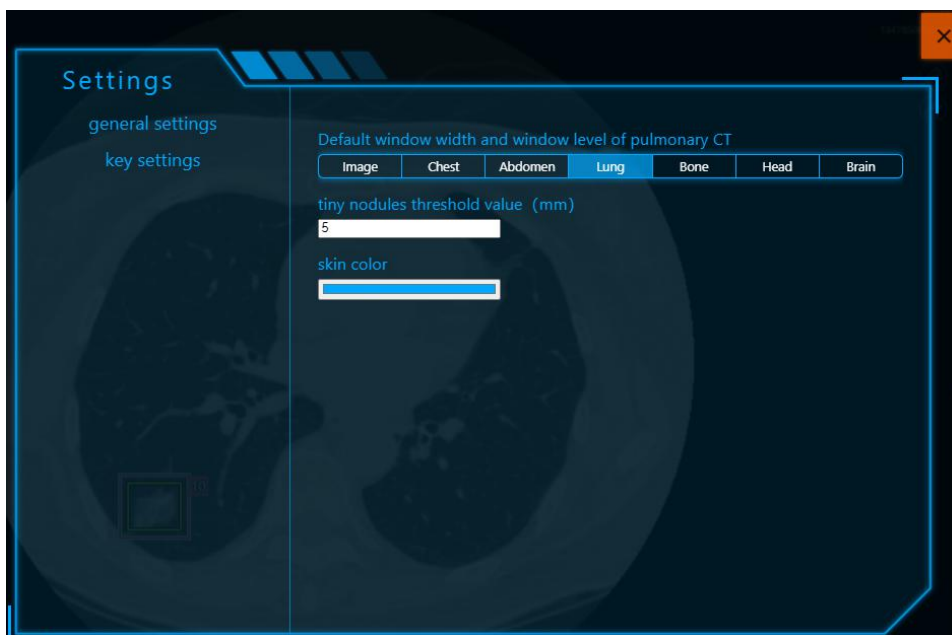 Settings
general settings
key settings
Default window width and window level of pulmonary CT
Image Chest Abdomen Lung Bone Head Brain
tiny nodules threshold value (mm)
5
skin color